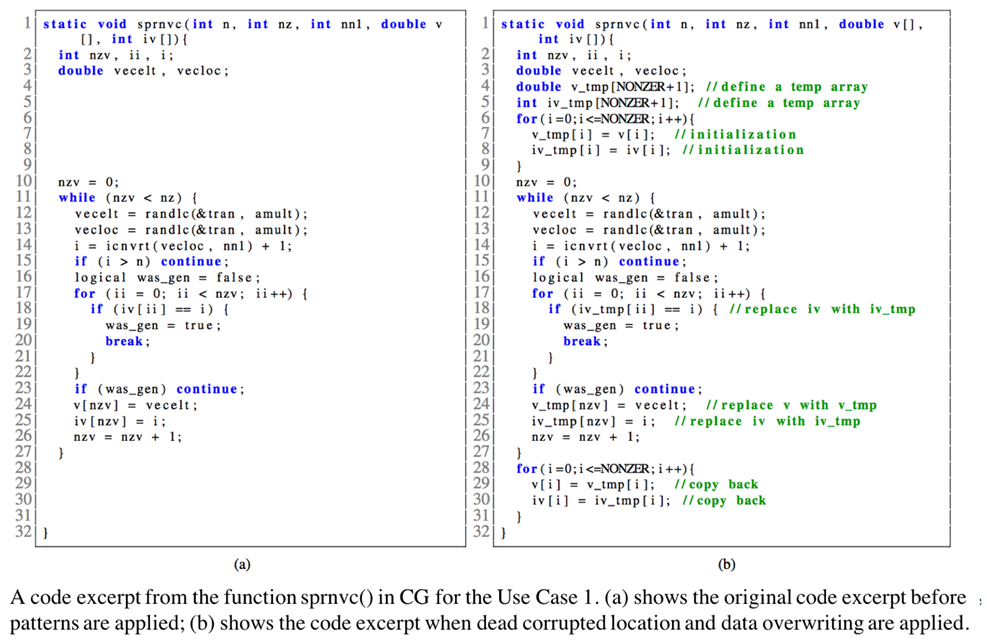 1 static void sprnvc(int n, int nz, int nn1, double v
[], int iv[]){
2 int nzv, ii, i;
3 double vecelt, vecloc;
4
5
6
7
8
9
10 nzv = 0;
11 while (nzv < nz) {
12 vecelt = randlc(&tran, amult);
13 vecloc = randlc(&tran, amult);
14 i = icnvrt(vecloc, nn1) + 1;
15 if (i > n) continue;
16 logical was_gen = false;
17 for (ii = 0; ii < nzv; ii++) {
18 if (iv[ii] == i) {
19 was_gen = true;
20 break;
21 }
22 }
23 if (was_gen) continue;
24 v[nzv] = vecelt;
25 iv[nzv] = i;
26 nzv = nzv + 1;
27 }
28
29
30
31
32 }
(a)
1 static void sprnvc(int n, int nz, int nn1, double v[],
int iv[]){
2 int nzv, ii, i;
3 double vecelt, vecloc;
4 double v_tmp[NONZER+1]; //define a temp array
5 int iv_tmp[NONZER+1]; //define a temp array
6 for(i=0;i<=NONZER;i++){
7 v_tmp[i] = v[i]; //initialization
8 iv_tmp[i] = iv[i]; //initialization
9 }
10 nzv = 0;
11 while (nzv < nz) {
12 vecelt = randlc(&tran, amult);
13 vecloc = randlc(&tran, amult);
14 i = icnvrt(vecloc, nn1) + 1;
15 if (i > n) continue;
16 logical was_gen = false;
17 for (ii = 0; ii < nzv; ii++) {
18 if (iv_tmp[ii] == i) { //replace iv with iv_tmp
19 was_gen = true;
20 break;
21 }
22 }
23 if (was_gen) continue;
24 v_tmp[nzv] = vecelt; //replace v with v_tmp
25 iv_tmp[nzv] = i; //replace iv with iv_tmp
26 nzv = nzv + 1;
27 }
28 for(i=0;i<=NONZER;i++){
29 v[i] = v_tmp[i]; //copy back
30 iv[i] = iv_tmp[i]; //copy back
31 }
32 }
(b)
A code excerpt from the function sprnvc() in CG for the Use Case 1. (a) shows the original code excerpt before
patterns are applied; (b) shows the code excerpt when dead corrupted location and data overwriting are applied.